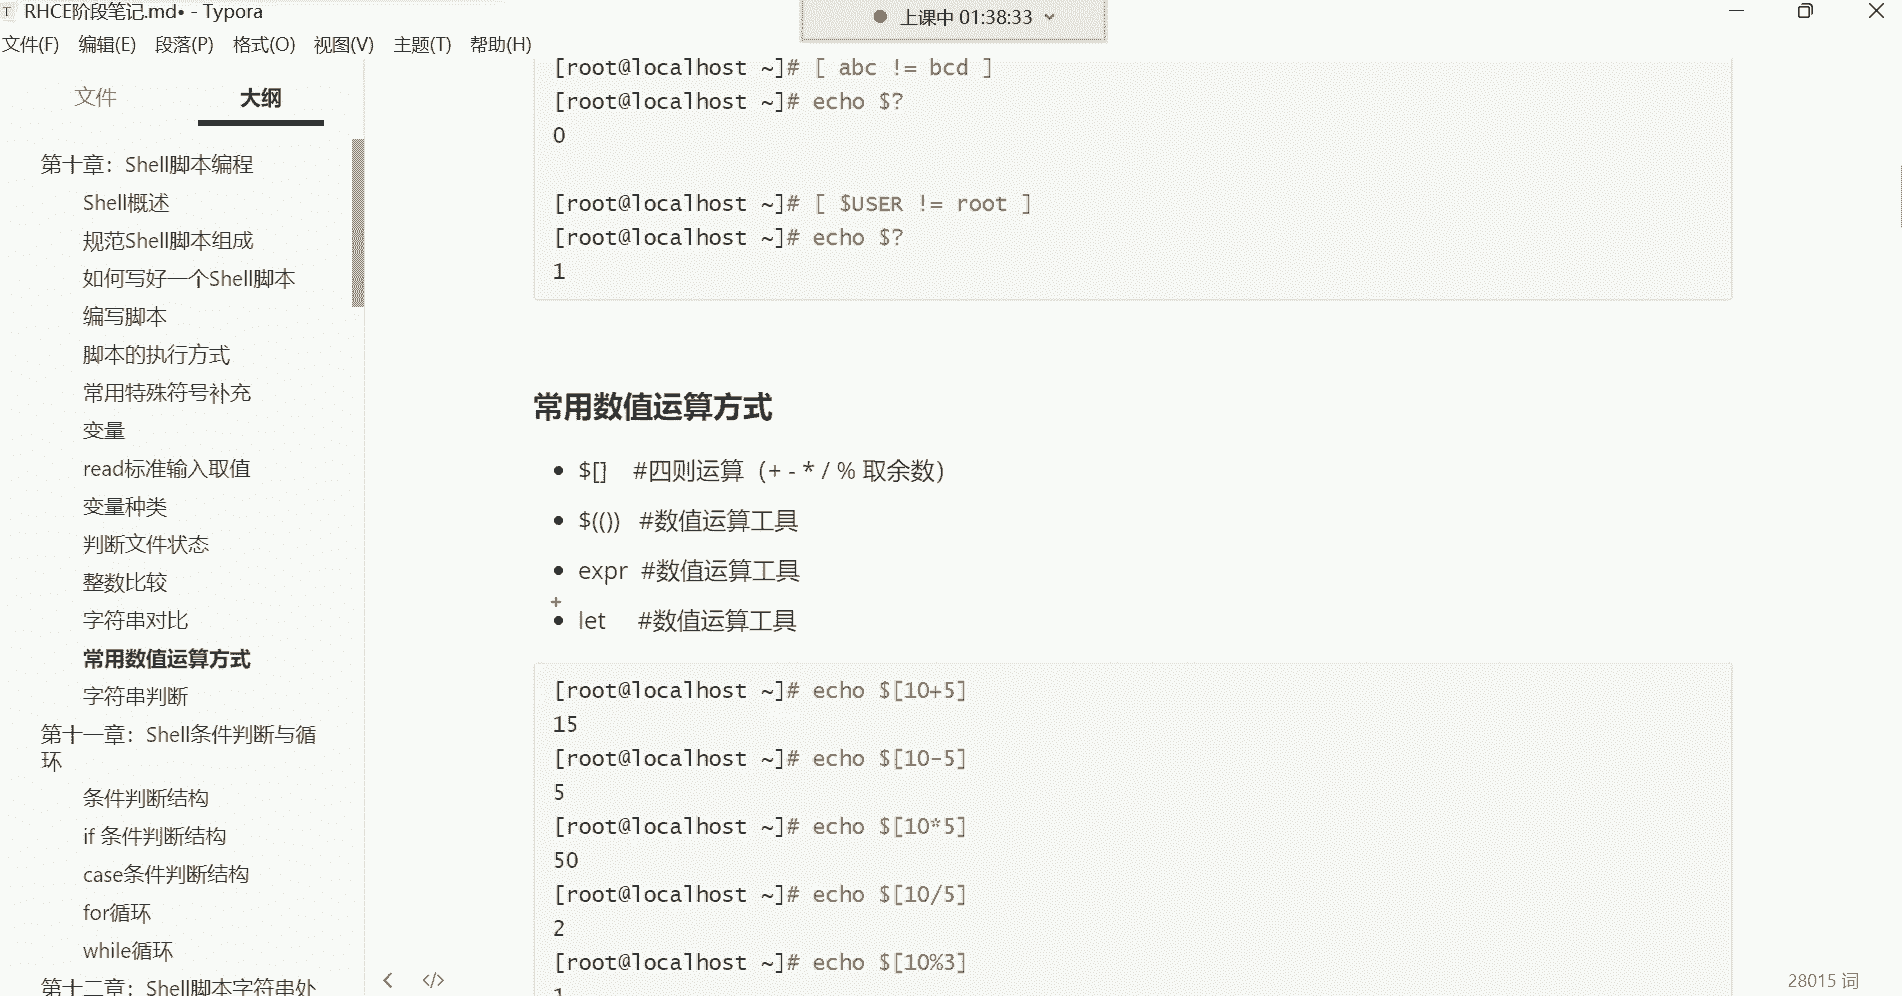 RHCE阶段笔记.md• - Typora
上课中 01:38:33
文件(F) 编辑(E) 段落(P) 格式(O) 视图(V) 主题(T) 帮助(H)
文件 大纲
第十章：Shell脚本编程
Shell概述
规范Shell脚本组成
如何写好一个Shell脚本
编写脚本
脚本的执行方式
常用特殊符号补充
变量
read标准输入取值
变量种类
判断文件状态
整数比较
字符串对比
常用数值运算方式
字符串判断
第十一章：Shell条件判断与循
环
条件判断结构
if 条件判断结构
case条件判断结构
for循环
while循环
第十二章：Shell脚本字符串处
[root@localhost ~]# [ abc != bcd ]
[root@localhost ~]# echo $?
0
[root@localhost ~]# [ $USER != root ]
[root@localhost ~]# echo $?
1
常用数值运算方式
• $[] #四则运算（+ - * / % 取余数）
• $(()) #数值运算工具
• expr #数值运算工具
• let #数值运算工具
[root@localhost ~]# echo $[10+5]
15
[root@localhost ~]# echo $[10-5]
5
[root@localhost ~]# echo $[10*5]
50
[root@localhost ~]# echo $[10/5]
2
[root@localhost ~]# echo $[10%3]
1
28015 词